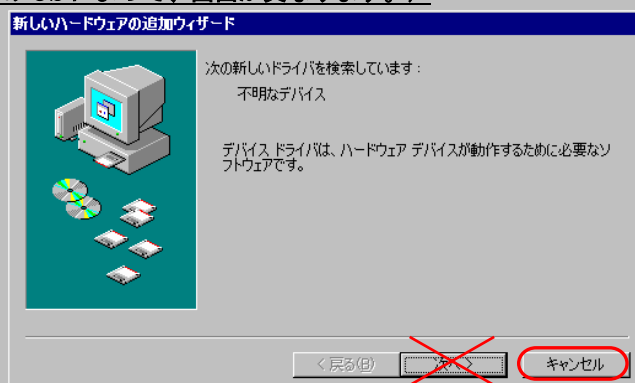 新しいハードウェアの追加ウィザード
次の新しいドライバを検索しています：
不明なデバイス
デバイス ドライバは、ハードウェア デバイスが動作するために必要なソ
フトウェアです。
< 戻る(B)
次へ >
キャンセル